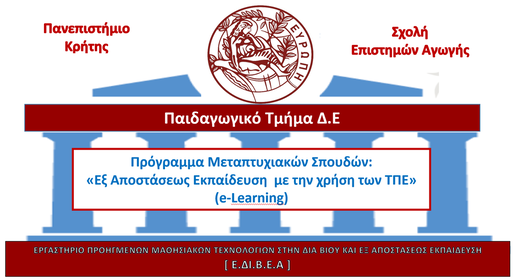 Πανεπιστήμιο
Κρήτης
Σχολή
Επιστημών Αγωγής
ΕΥΡΩΠΗ
Παιδαγωγικό Τμήμα Δ.Ε
Πρόγραμμα Μεταπτυχιακών Σπουδών:
«Εξ Αποστάσεως Εκπαίδευση με την χρήση των ΤΠΕ»
(e-Learning)
ΕΡΓΑΣΤΗΡΙΟ ΠΡΟΗΓΜΕΝΩΝ ΜΑΘΗΣΙΑΚΩΝ ΤΕΧΝΟΛΟΓΙΩΝ ΣΤΗΝ ΔΙΑ ΒΙΟΥ ΚΑΙ ΕΞ ΑΠΟΣΤΑΣΕΩΣ ΕΚΠΑΙΔΕΥΣΗ
[ Ε.ΔΙ.Β.Ε.Α ]